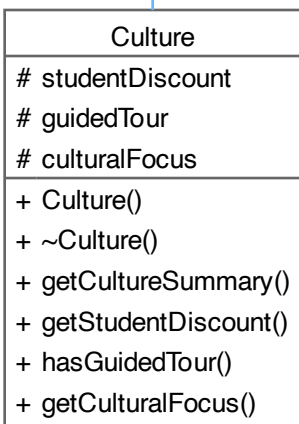 Culture
# studentDiscount
# guidedTour
# culturalFocus
+ Culture()
+ ~Culture()
+ getCultureSummary()
+ getStudentDiscount()
+ hasGuidedTour()
+ getCulturalFocus()